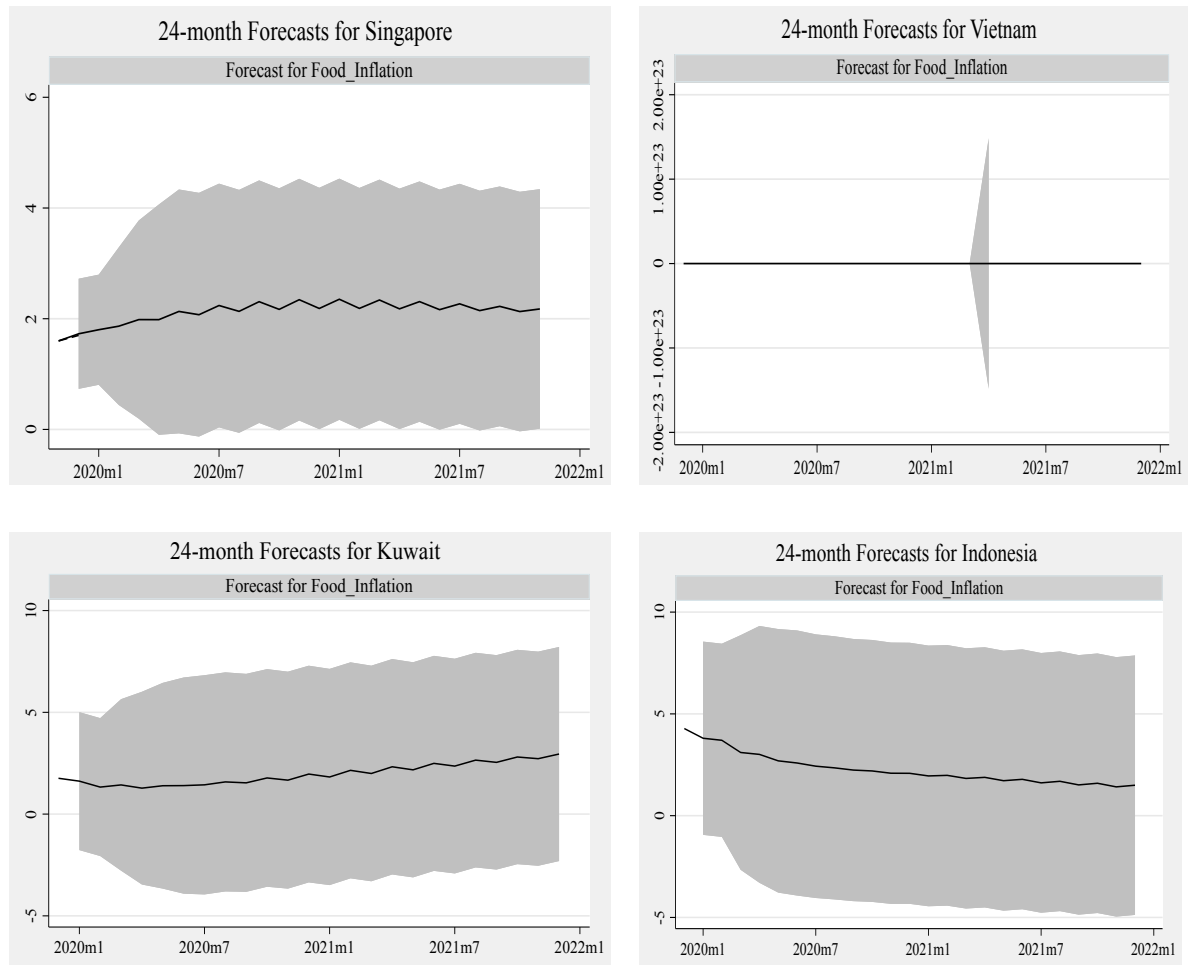 24-month Forecasts for Singapore
Forecast for Food_Inflation
6
4
2
0
2020m1 2020m7 2021m1 2021m7 2022m1
24-month Forecasts for Vietnam
Forecast for Food_Inflation
2.00e+23
1.00e+23
0
-1.00e+23
-2.00e+23
2020m1 2020m7 2021m1 2021m7 2022m1
24-month Forecasts for Kuwait
Forecast for Food_Inflation
10
5
0
-5
2020m1 2020m7 2021m1 2021m7 2022m1
24-month Forecasts for Indonesia
Forecast for Food_Inflation
10
5
0
-5
2020m1 2020m7 2021m1 2021m7 2022m1